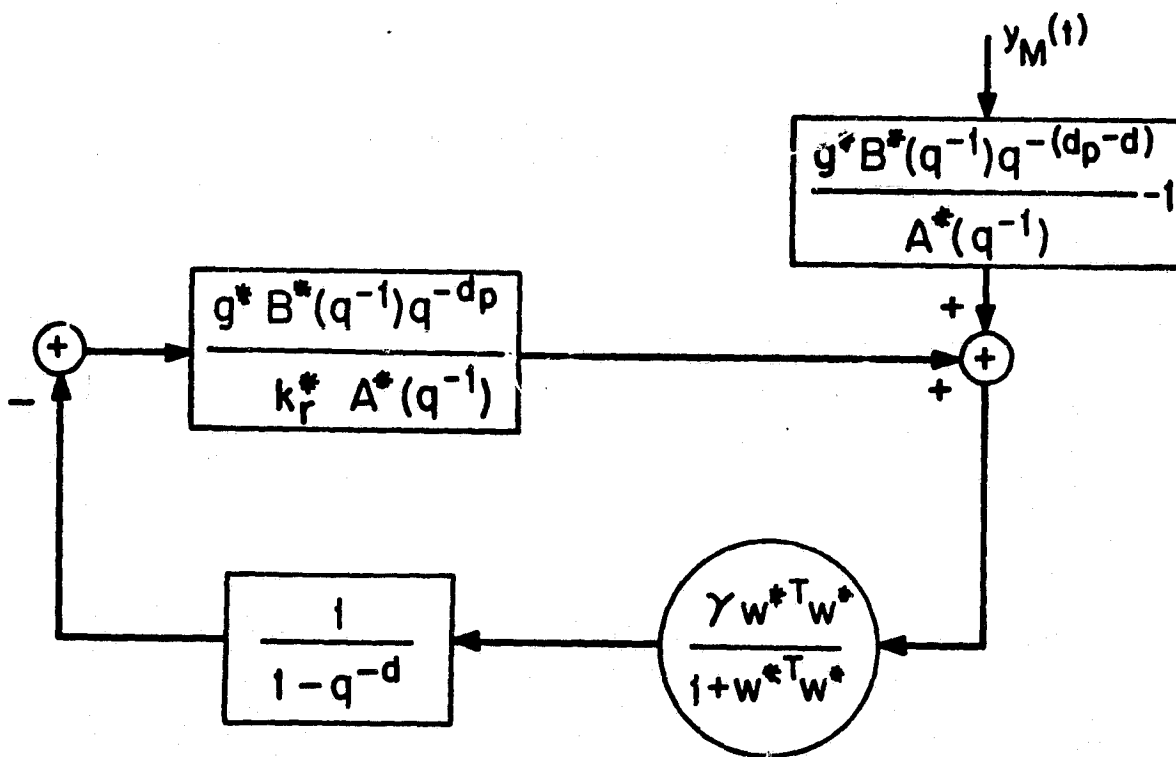 y_M(t)
g* B*(q^-1)q^-(d_p-d)
-1
A*(q^-1)
g* B*(q^-1)q^-d_p
k_r* A*(q^-1)
+
+
+
+
-
1
1-q^-d
γ w*^T w*
1+w*^T w*